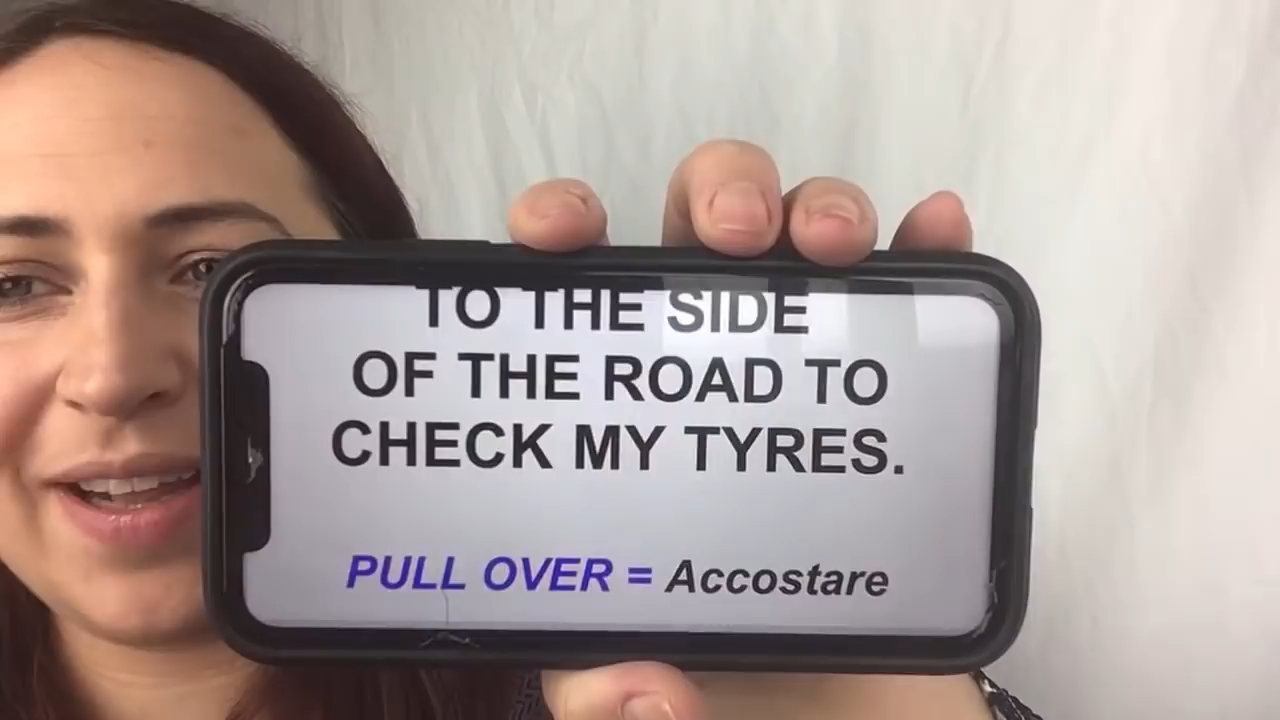 TO THE SIDE
OF THE ROAD TO
CHECK MY TYRES.
PULL OVER = Accostare